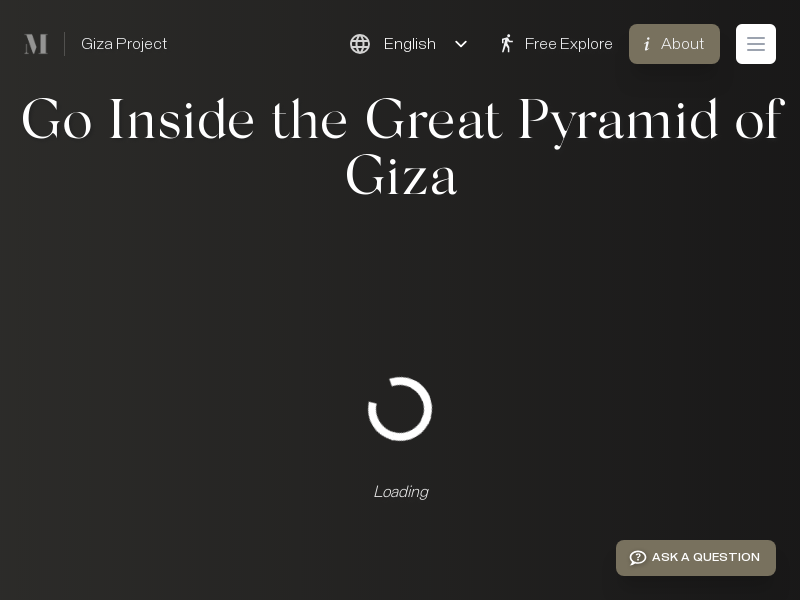 M
Giza Project
English
Free Explore
i About
Go Inside the Great Pyramid of
Giza
Loading
ASK A QUESTION